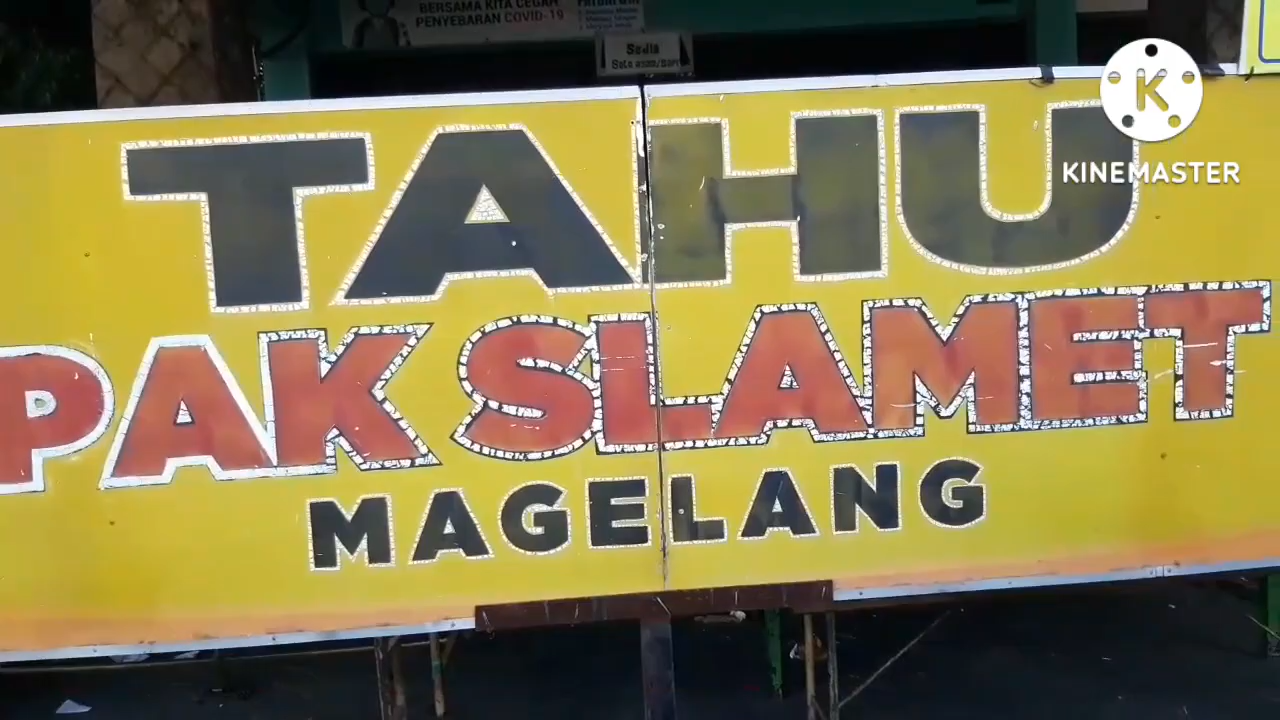 BERSAMA KITA CEGAH
PENYEBARAN COVID-19
Sedia
K
KINEMASTER
TAHU
PAK SLAMET
MAGELANG